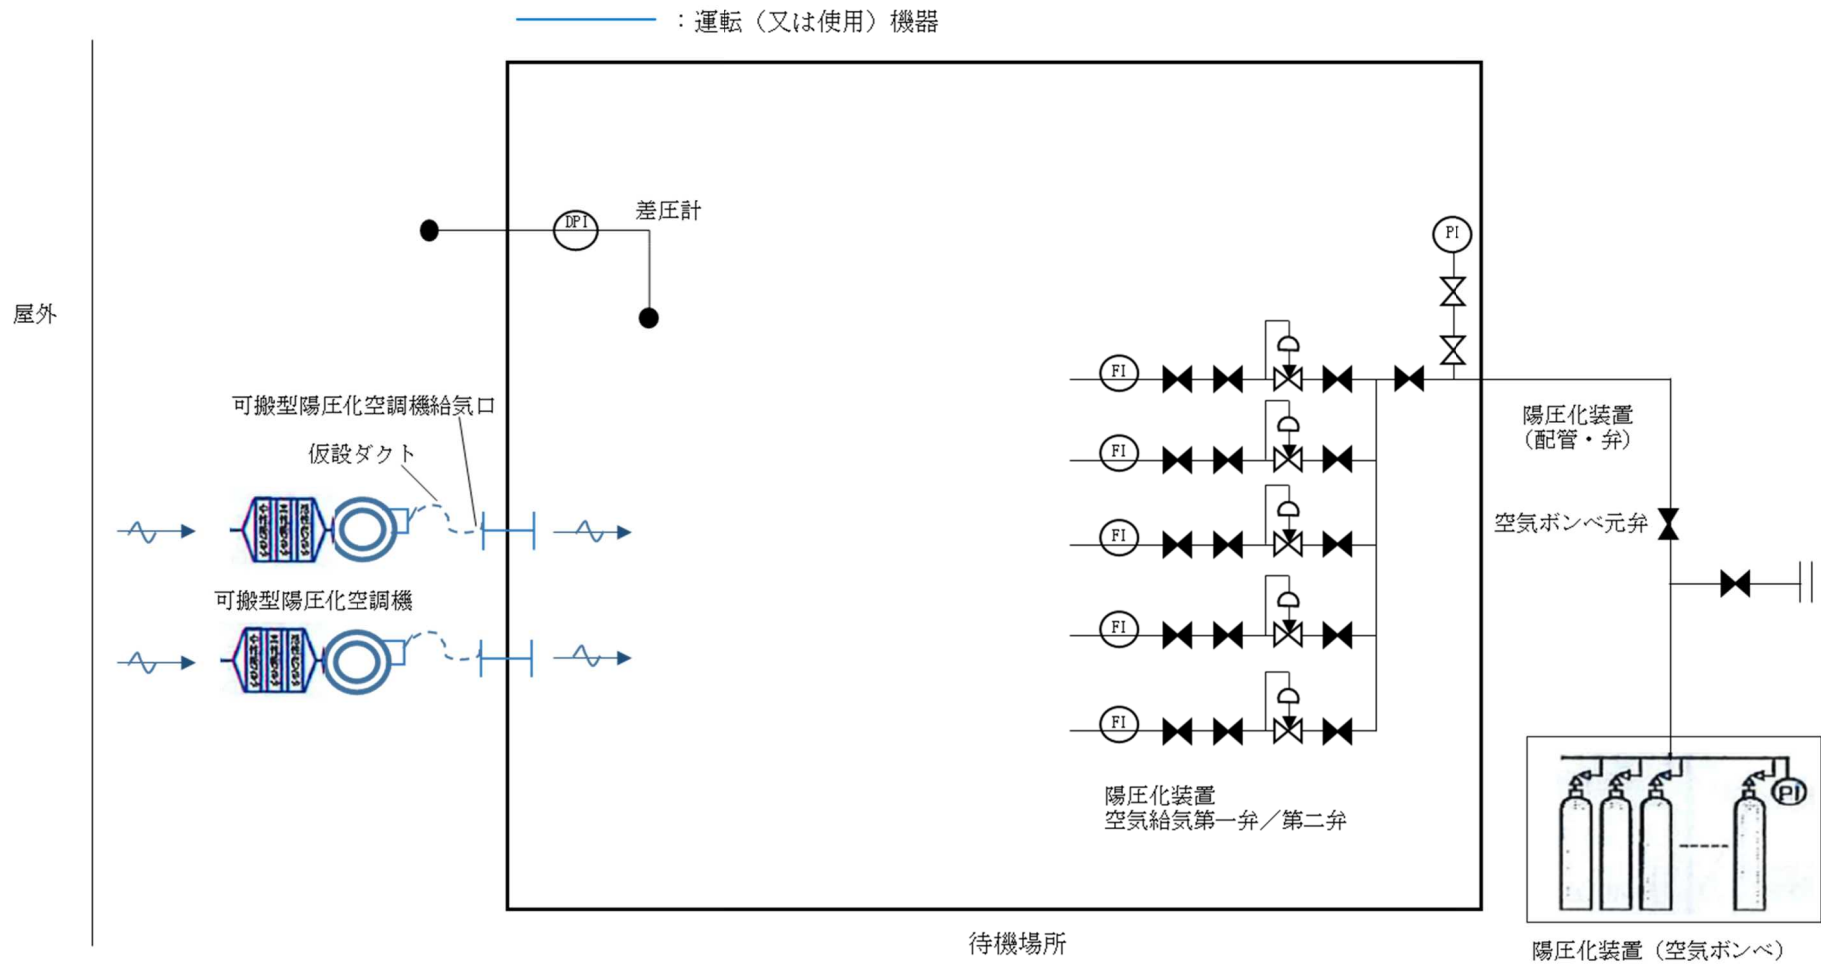 ：運転（又は使用）機器
屋外
DPI
差圧計
PI
可搬型陽圧化空調機給気口
仮設ダクト
可搬型陽圧化空調機
FI
FI
FI
FI
FI
陽圧化装置
（配管・弁）
空気ボンベ元弁
陽圧化装置
空気給気第一弁／第二弁
PI
待機場所
陽圧化装置（空気ボンベ）